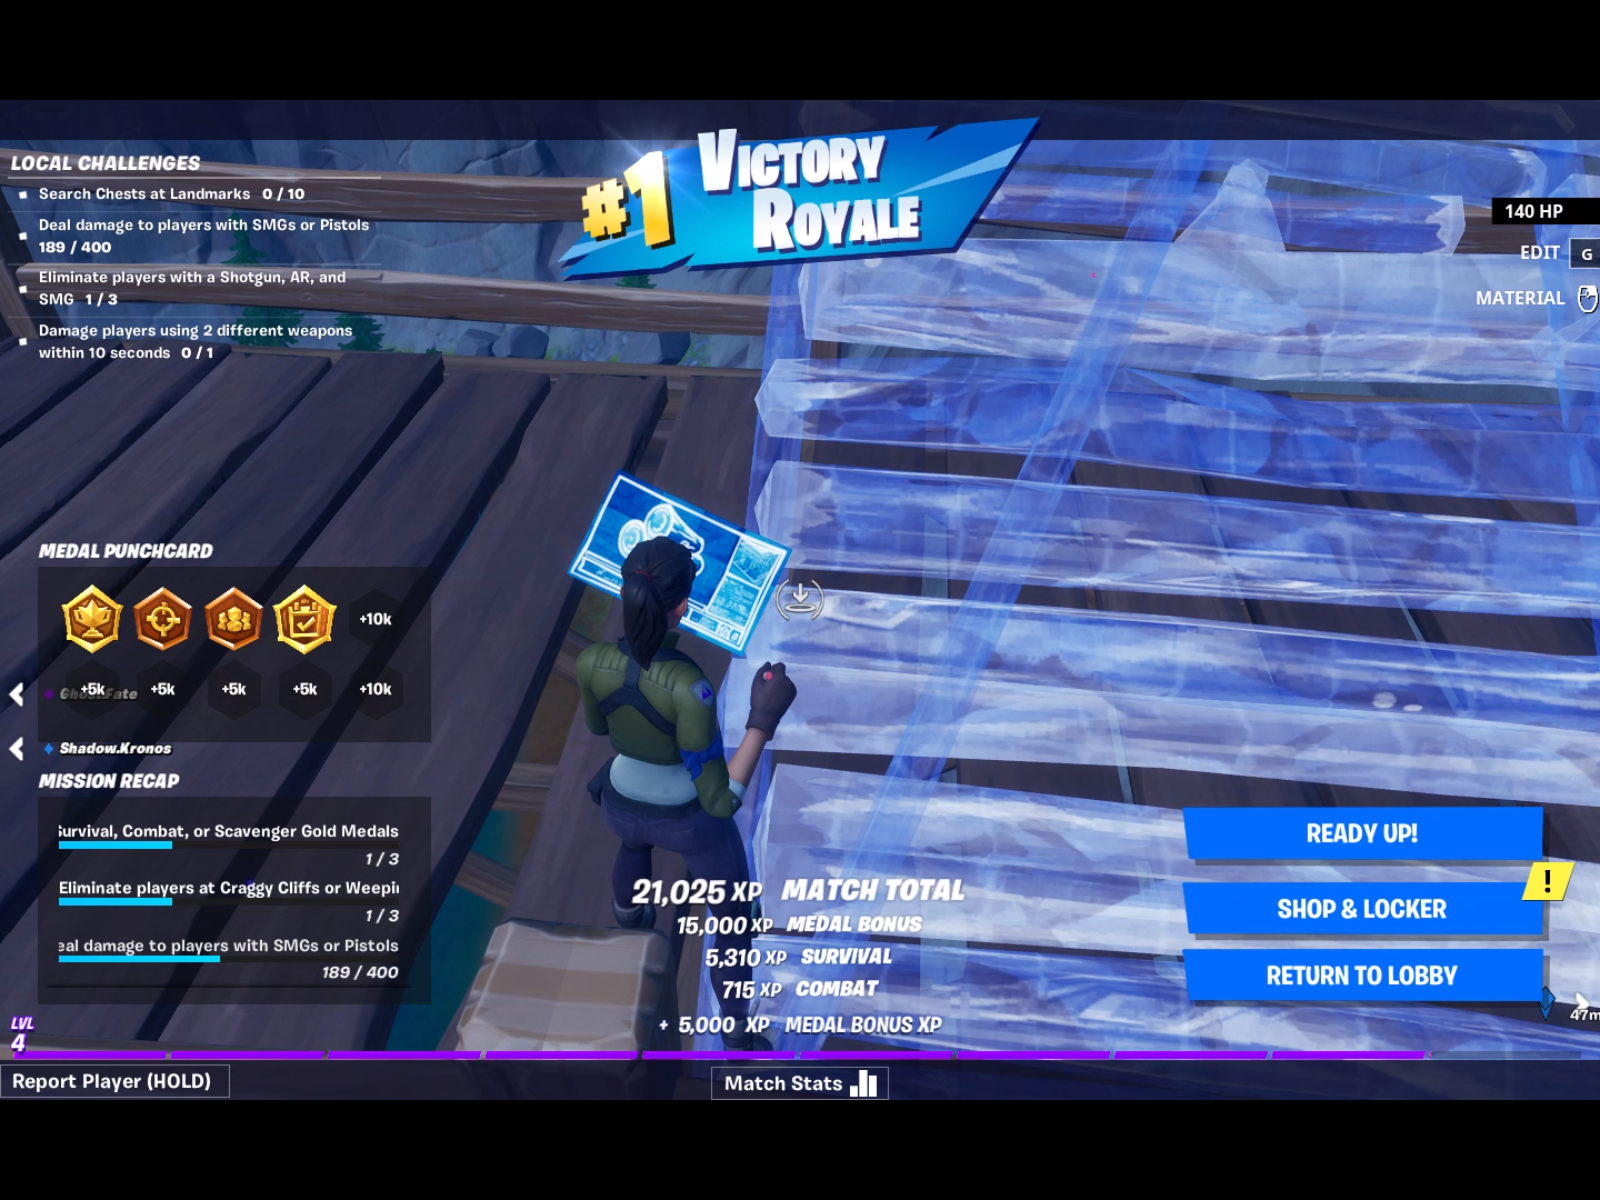 #1 VICTORY
ROYALE
LOCAL CHALLENGES
Search Chests at Landmarks 0 / 10
Deal damage to players with SMGs or Pistols
189 / 400
Eliminate players with a Shotgun, AR, and
SMG 1 / 3
Damage players using 2 different weapons
within 10 seconds 0 / 1
140 HP
EDIT G
MATERIAL
MEDAL PUNCHCARD
+10k
+5k +5k +5k +5k +10k
Ghost.Fate
Shadow.Kronos
MISSION RECAP
Survival, Combat, or Scavenger Gold Medals
1 / 3
Eliminate players at Craggy Cliffs or Weepi
1 / 3
eal damage to players with SMGs or Pistols
189 / 400
21,025 XP MATCH TOTAL
15,000 XP MEDAL BONUS
5,310 XP SURVIVAL
715 XP COMBAT
+ 5,000 XP MEDAL BONUS XP
READY UP!
!
SHOP & LOCKER
RETURN TO LOBBY
47m
LVL
4
Report Player (HOLD)
Match Stats